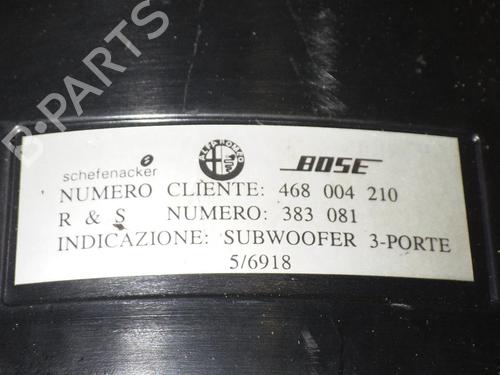 B-PARTS
schefenacker ALFA-ROMEO BOSE
NUMERO CLIENTE: 468 004 210
R & S NUMERO: 383 081
INDICAZIONE: SUBWOOFER 3-PORTE
5/6918